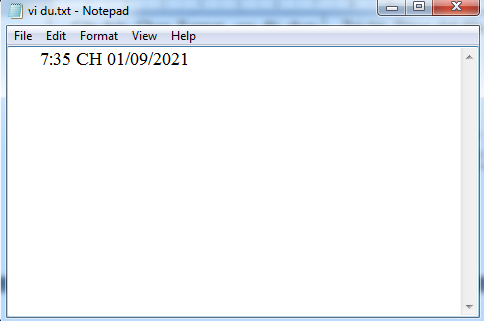 vi du.txt - Notepad
File Edit Format View Help
7:35 CH 01/09/2021